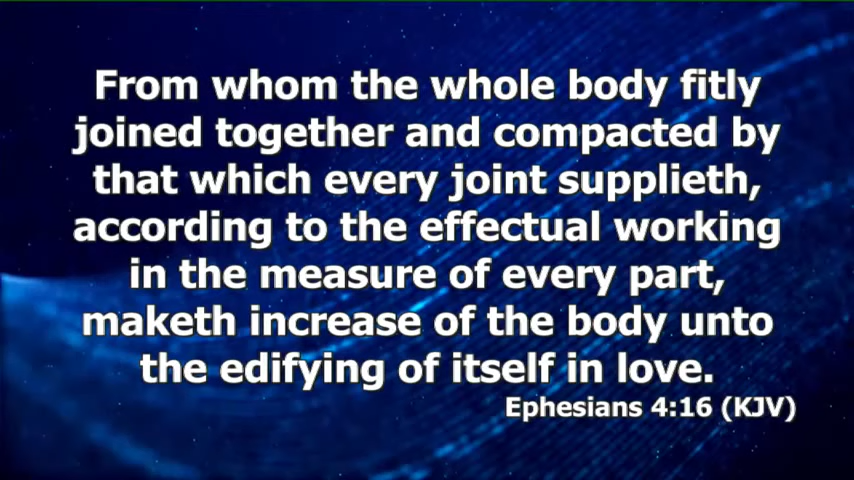 From whom the whole body fitly
joined together and compacted by
that which every joint supplieth,
according to the effectual working
in the measure of every part,
maketh increase of the body unto
the edifying of itself in love.
Ephesians 4:16 (KJV)